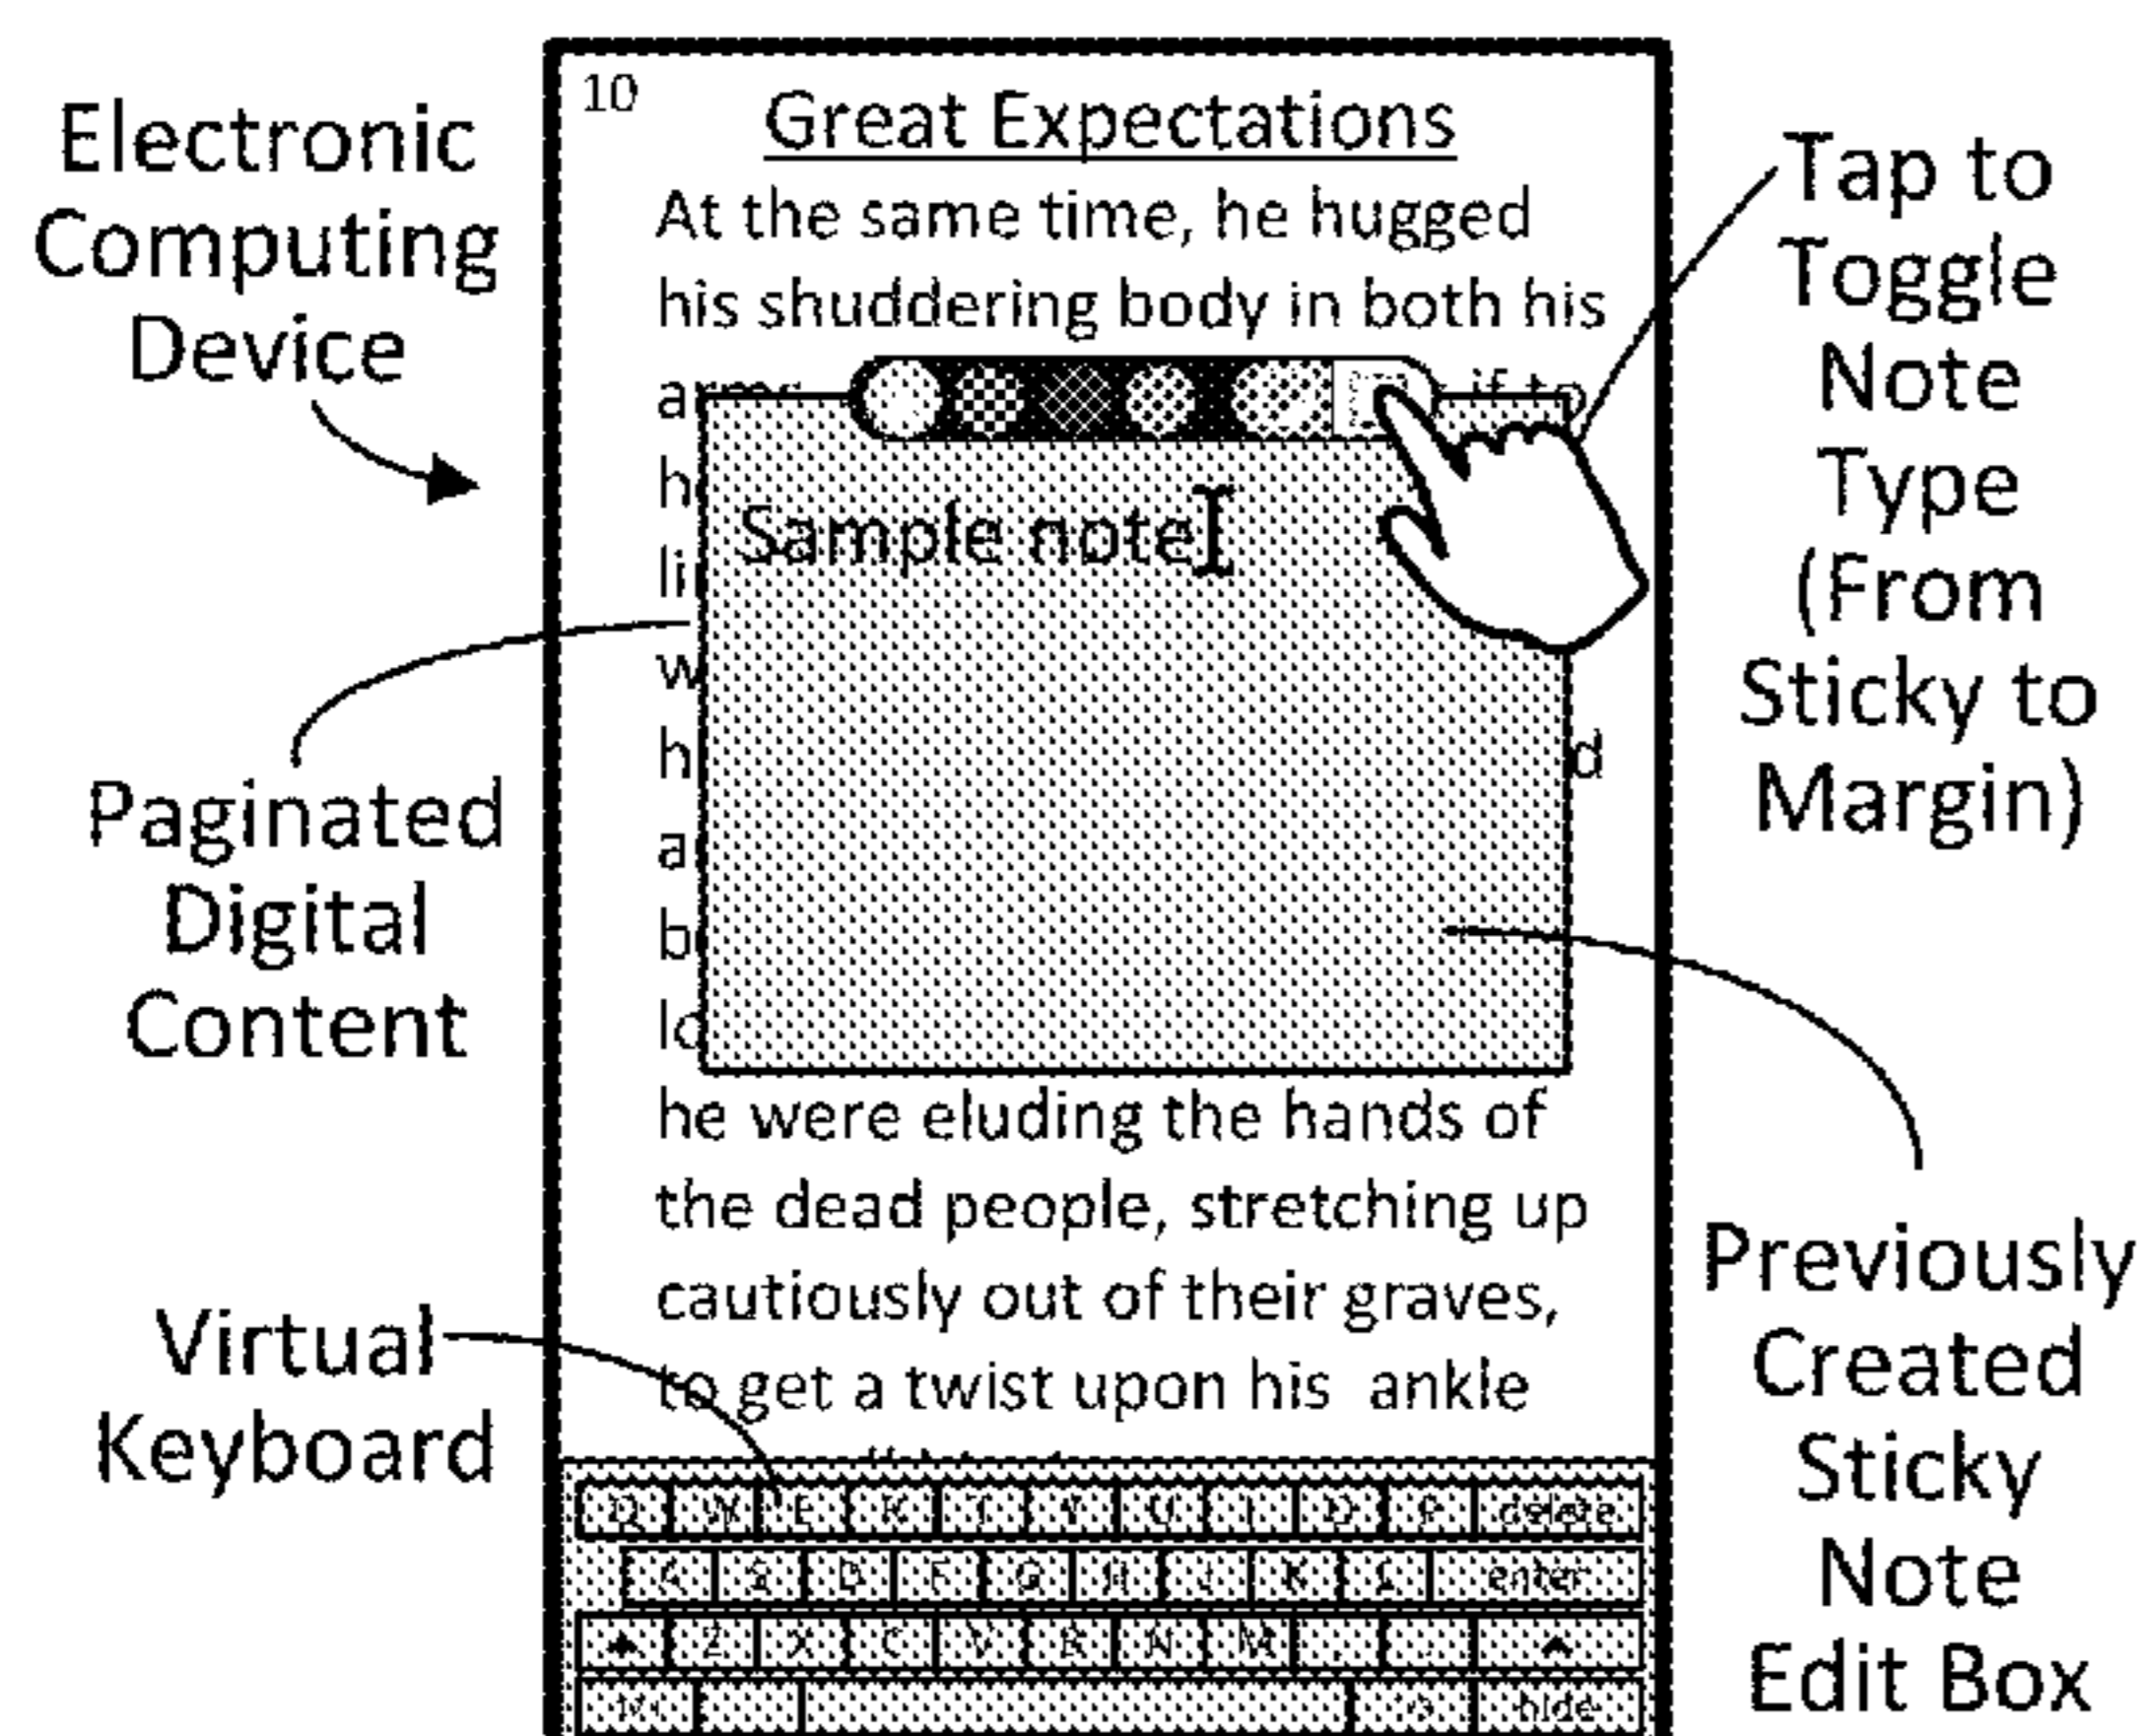 Electronic
Computing
Device
Paginated
Digital
Content
Virtual
Keyboard
10
Great Expectations
At the same time, he hugged
his shuddering body in both his
if to
Sample note
he were eluding the hands of
the dead people, stretching up
cautiously out of their graves,
to get a twist upon his ankle
Q W E R T Y U I O P delete
A S D F G H J K L enter
Z X C V B N M , .
hide
Tap to
Toggle
Note
Type
(From
Sticky to
Margin)
Previously
Created
Sticky
Note
Edit Box